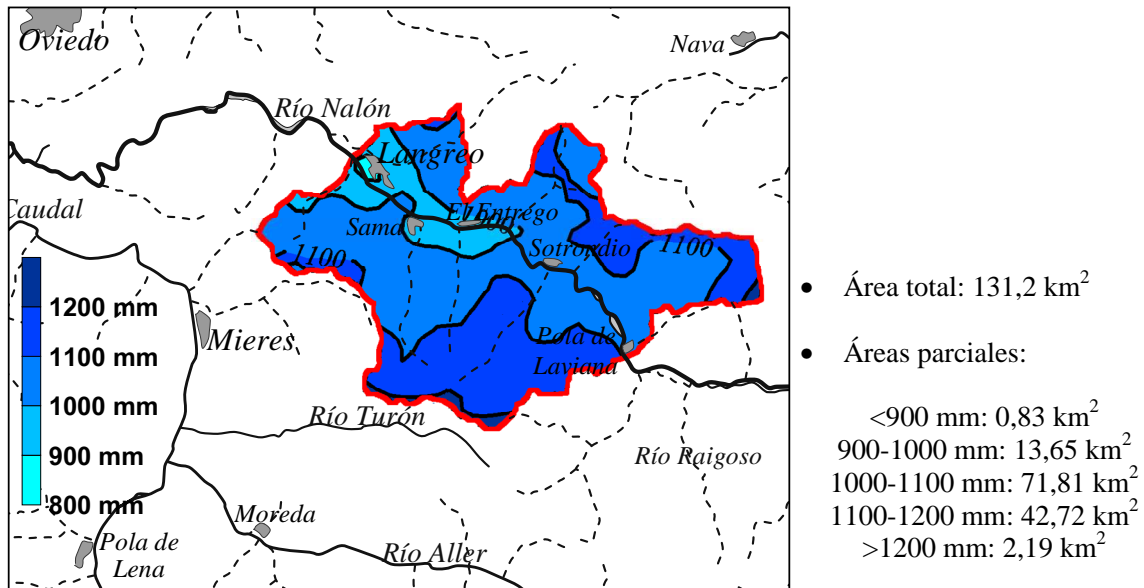 Oviedo
Nava
Río Nalón
Langreo
Caudal
El Entrego
1000
Sama
Sotrondio
1100
1100
1200 mm
1100 mm
1000 mm
900 mm
800 mm
Mieres
Pola de
Laviana
Río Turón
Río Raigoso
Moreda
Pola de
Lena
Río Aller
• Área total: 131,2 km²
• Áreas parciales:
<900 mm: 0,83 km²
900-1000 mm: 13,65 km²
1000-1100 mm: 71,81 km²
1100-1200 mm: 42,72 km²
>1200 mm: 2,19 km²